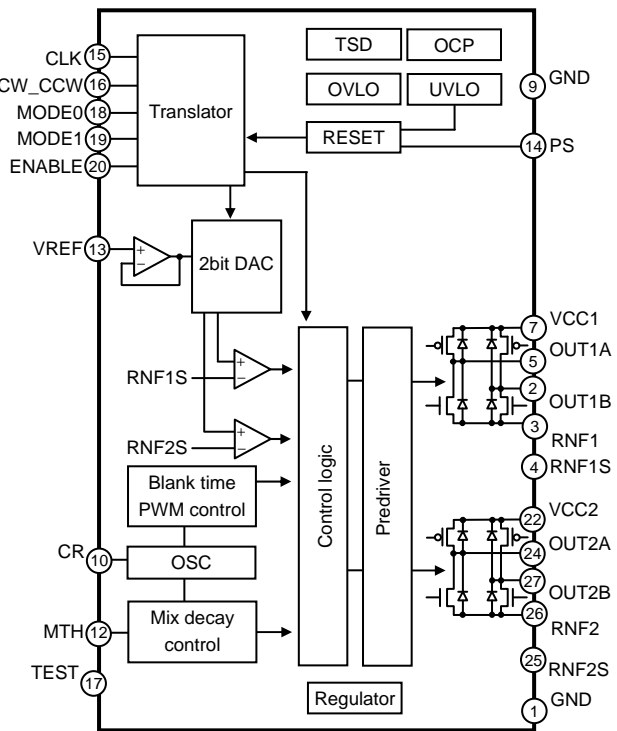 15
CLK
16
CW_CCW
18
MODE0
19
MODE1
20
ENABLE
Translator
TSD
OCP
OVLO
UVLO
RESET
9
GND
14
PS
13
VREF
+
−
2bit DAC
RNF1S
+
−
RNF2S
+
−
Blank time
PWM control
CR
10
OSC
MTH
12
Mix decay
control
TEST
17
Control logic
Predriver
Regulator
7
VCC1
5
OUT1A
2
OUT1B
3
RNF1
4
RNF1S
22
VCC2
24
OUT2A
27
OUT2B
26
RNF2
25
RNF2S
1
GND